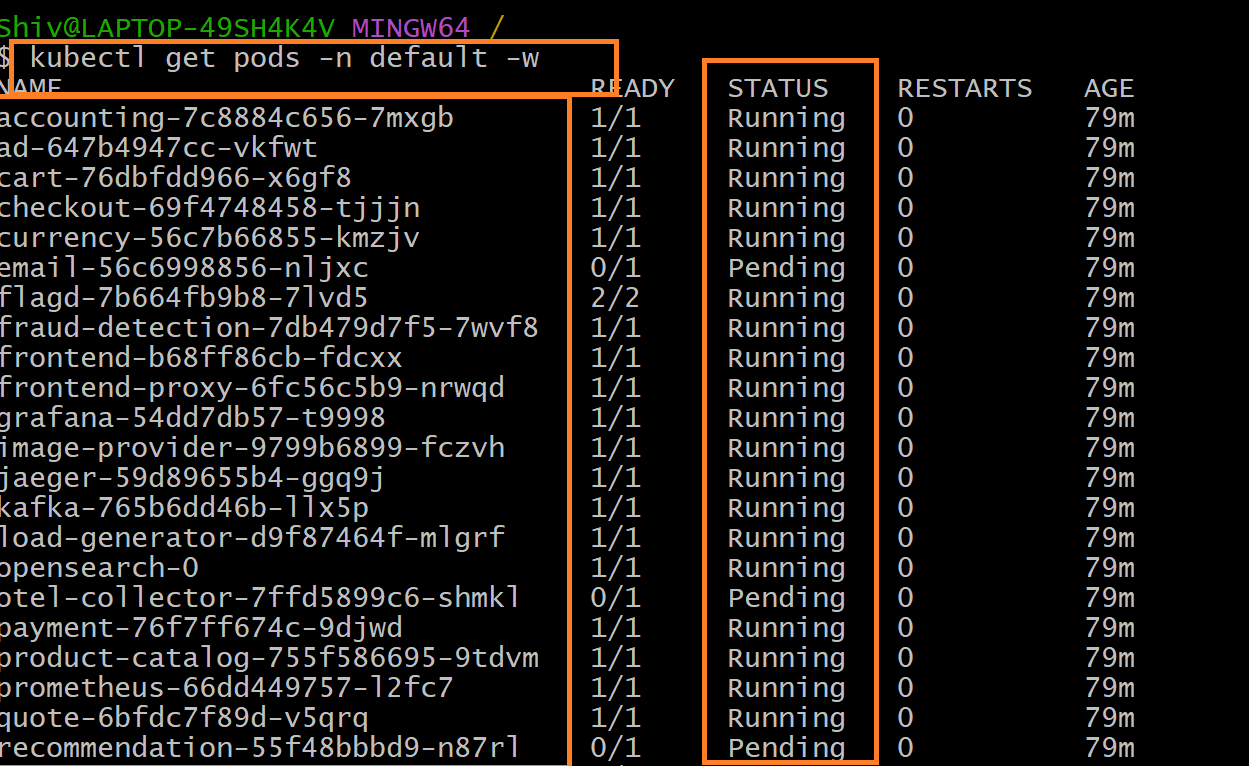 Shiv@LAPTOP-49SH4K4V MINGW64 /
$ kubectl get pods -n default -w
NAME READY STATUS RESTARTS AGE
accounting-7c8884c656-7mxgb 1/1 Running 0 79m
ad-647b4947cc-vkfwt 1/1 Running 0 79m
cart-76dbfdd966-x6gf8 1/1 Running 0 79m
checkout-69f4748458-tjjjn 1/1 Running 0 79m
currency-56c7b66855-kmzjv 1/1 Running 0 79m
email-56c6998856-nljxc 0/1 Pending 0 79m
flagd-7b664fb9b8-7lvd5 2/2 Running 0 79m
fraud-detection-7db479d7f5-7wvf8 1/1 Running 0 79m
frontend-b68ff86cb-fdcxx 1/1 Running 0 79m
frontend-proxy-6fc56c5b9-nrwqd 1/1 Running 0 79m
grafana-54dd7db57-t9998 1/1 Running 0 79m
image-provider-9799b6899-fczvh 1/1 Running 0 79m
jaeger-59d89655b4-ggq9j 1/1 Running 0 79m
kafka-765b6dd46b-llx5p 1/1 Running 0 79m
load-generator-d9f87464f-mlgrf 1/1 Running 0 79m
opensearch-0 1/1 Running 0 79m
otel-collector-7ffd5899c6-shmkl 0/1 Pending 0 79m
payment-76f7ff674c-9djwd 1/1 Running 0 79m
product-catalog-755f586695-9tdvm 1/1 Running 0 79m
prometheus-66dd449757-l2fc7 1/1 Running 0 79m
quote-6bfdc7f89d-v5qrq 1/1 Running 0 79m
recommendation-55f48bbbd9-n87rl 0/1 Pending 0 79m